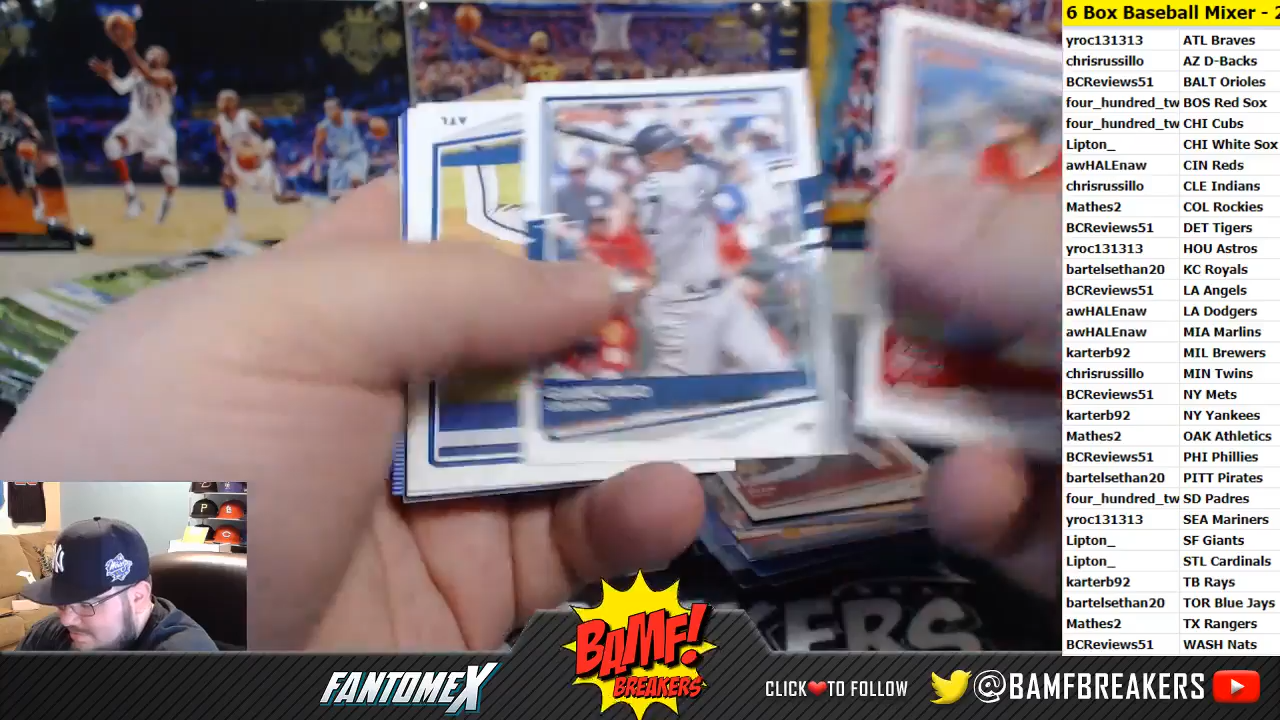 6 Box Baseball Mixer - 2
yroc131313 ATL Braves
chrisrussillo AZ D-Backs
BCReviews51 BALT Orioles
four_hundred_tw BOS Red Sox
four_hundred_tw CHI Cubs
Lipton_ CHI White Sox
awHALEnaw CIN Reds
chrisrussillo CLE Indians
Mathes2 COL Rockies
BCReviews51 DET Tigers
yroc131313 HOU Astros
bartelsethan20 KC Royals
BCReviews51 LA Angels
awHALEnaw LA Dodgers
awHALEnaw MIA Marlins
karterb92 MIL Brewers
chrisrussillo MIN Twins
BCReviews51 NY Mets
karterb92 NY Yankees
Mathes2 OAK Athletics
BCReviews51 PHI Phillies
bartelsethan20 PITT Pirates
four_hundred_tw SD Padres
yroc131313 SEA Mariners
Lipton_ SF Giants
Lipton_ STL Cardinals
karterb92 TB Rays
bartelsethan20 TOR Blue Jays
Mathes2 TX Rangers
BCReviews51 WASH Nats
ATL
KERS
FANTOMEX
BAMF!
BREAKERS
CLICK TO FOLLOW
@BAMFBREAKERS